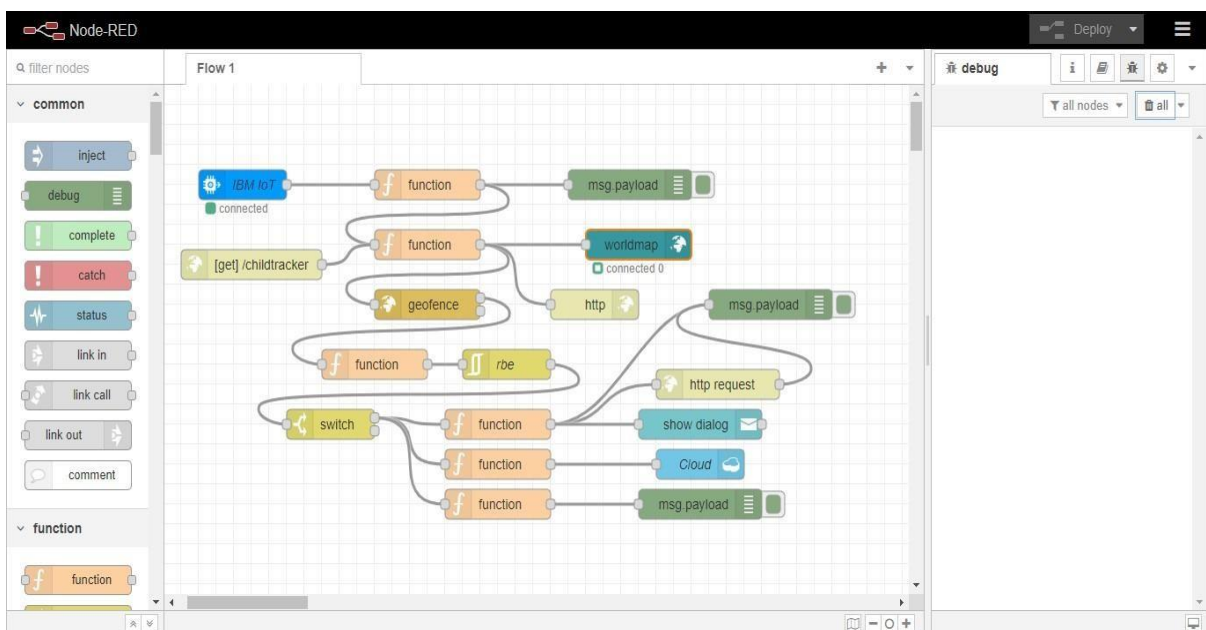 Node-RED
Deploy
filter nodes
Flow 1
debug
i
common
all nodes
all
inject
IBM IoT
function
msg.payload
debug
connected
complete
function
worldmap
[get] /childtracker
connected 0
catch
geofence
http
msg.payload
status
link in
function
rbe
http request
link call
switch
function
show dialog
link out
function
Cloud
comment
function
msg.payload
function
function